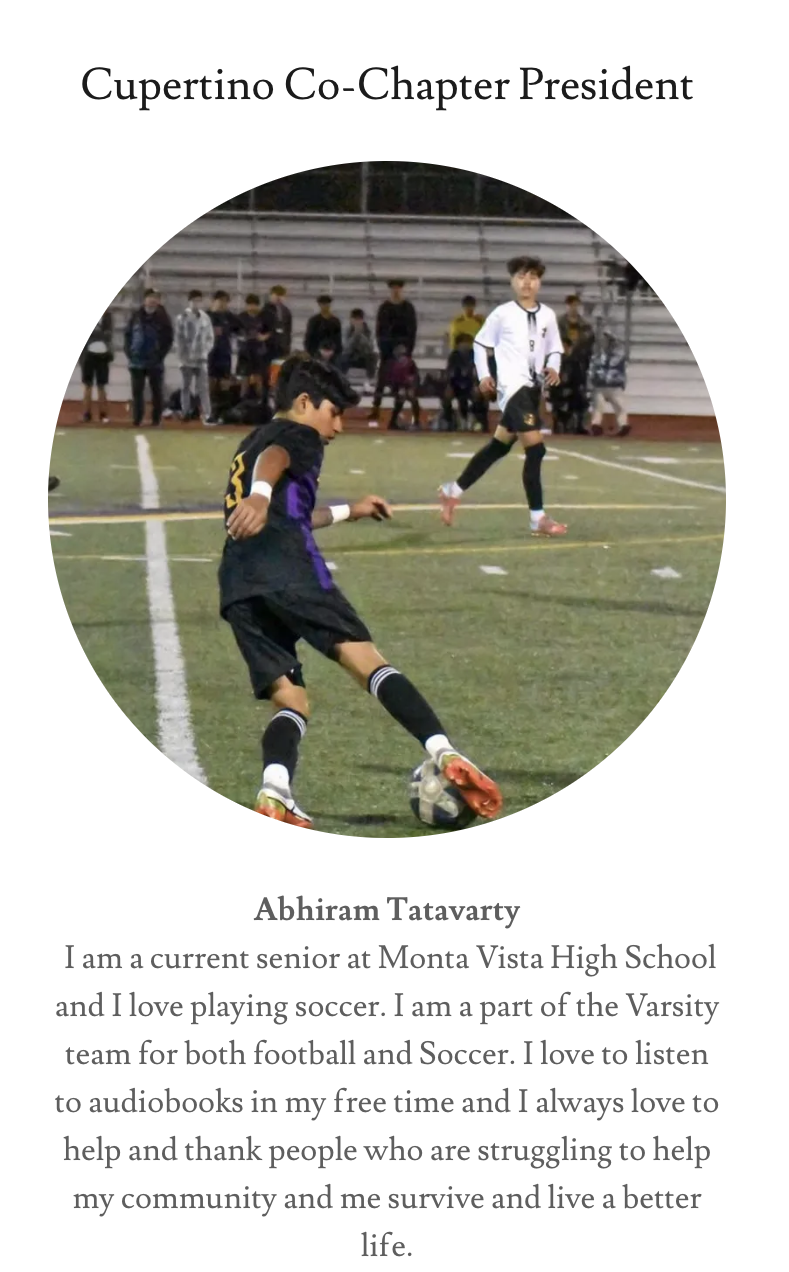 Cupertino Co-Chapter President
3
Abhiram Tatavarty
I am a current senior at Monta Vista High School
and I love playing soccer. I am a part of the Varsity
team for both football and Soccer. I love to listen
to audiobooks in my free time and I always love to
help and thank people who are struggling to help
my community and me survive and live a better
life.